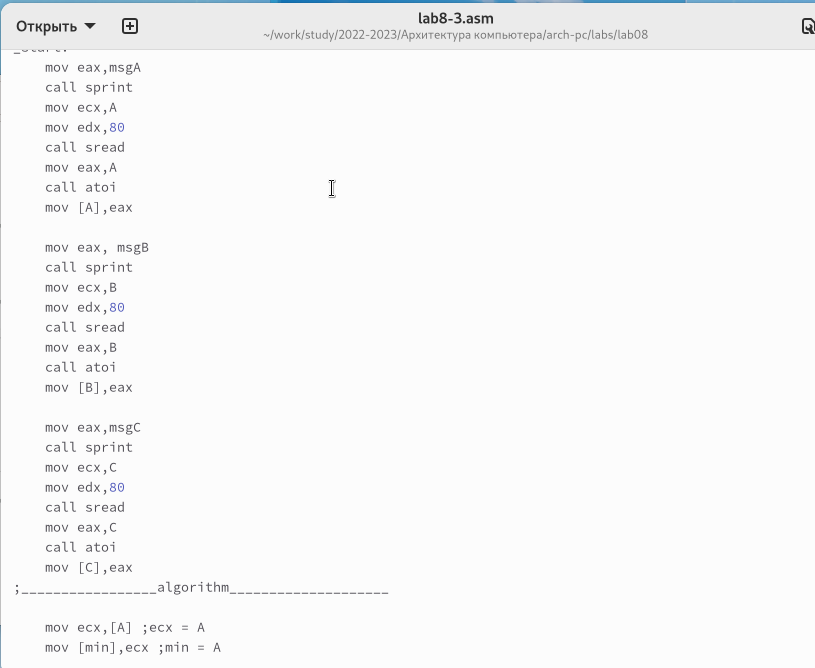 Открыть
lab8-3.asm
~/work/study/2022-2023/Архитектура компьютера/arch-pc/labs/lab08
_start:
mov eax,msgA
call sprint
mov ecx,A
mov edx,80
call sread
mov eax,A
call atoi
mov [A],eax
mov eax, msgB
call sprint
mov ecx,B
mov edx,80
call sread
mov eax,B
call atoi
mov [B],eax
mov eax,msgC
call sprint
mov ecx,C
mov edx,80
call sread
mov eax,C
call atoi
mov [C],eax
;_________________algorithm____________________
mov ecx,[A] ;ecx = A
mov [min],ecx ;min = A